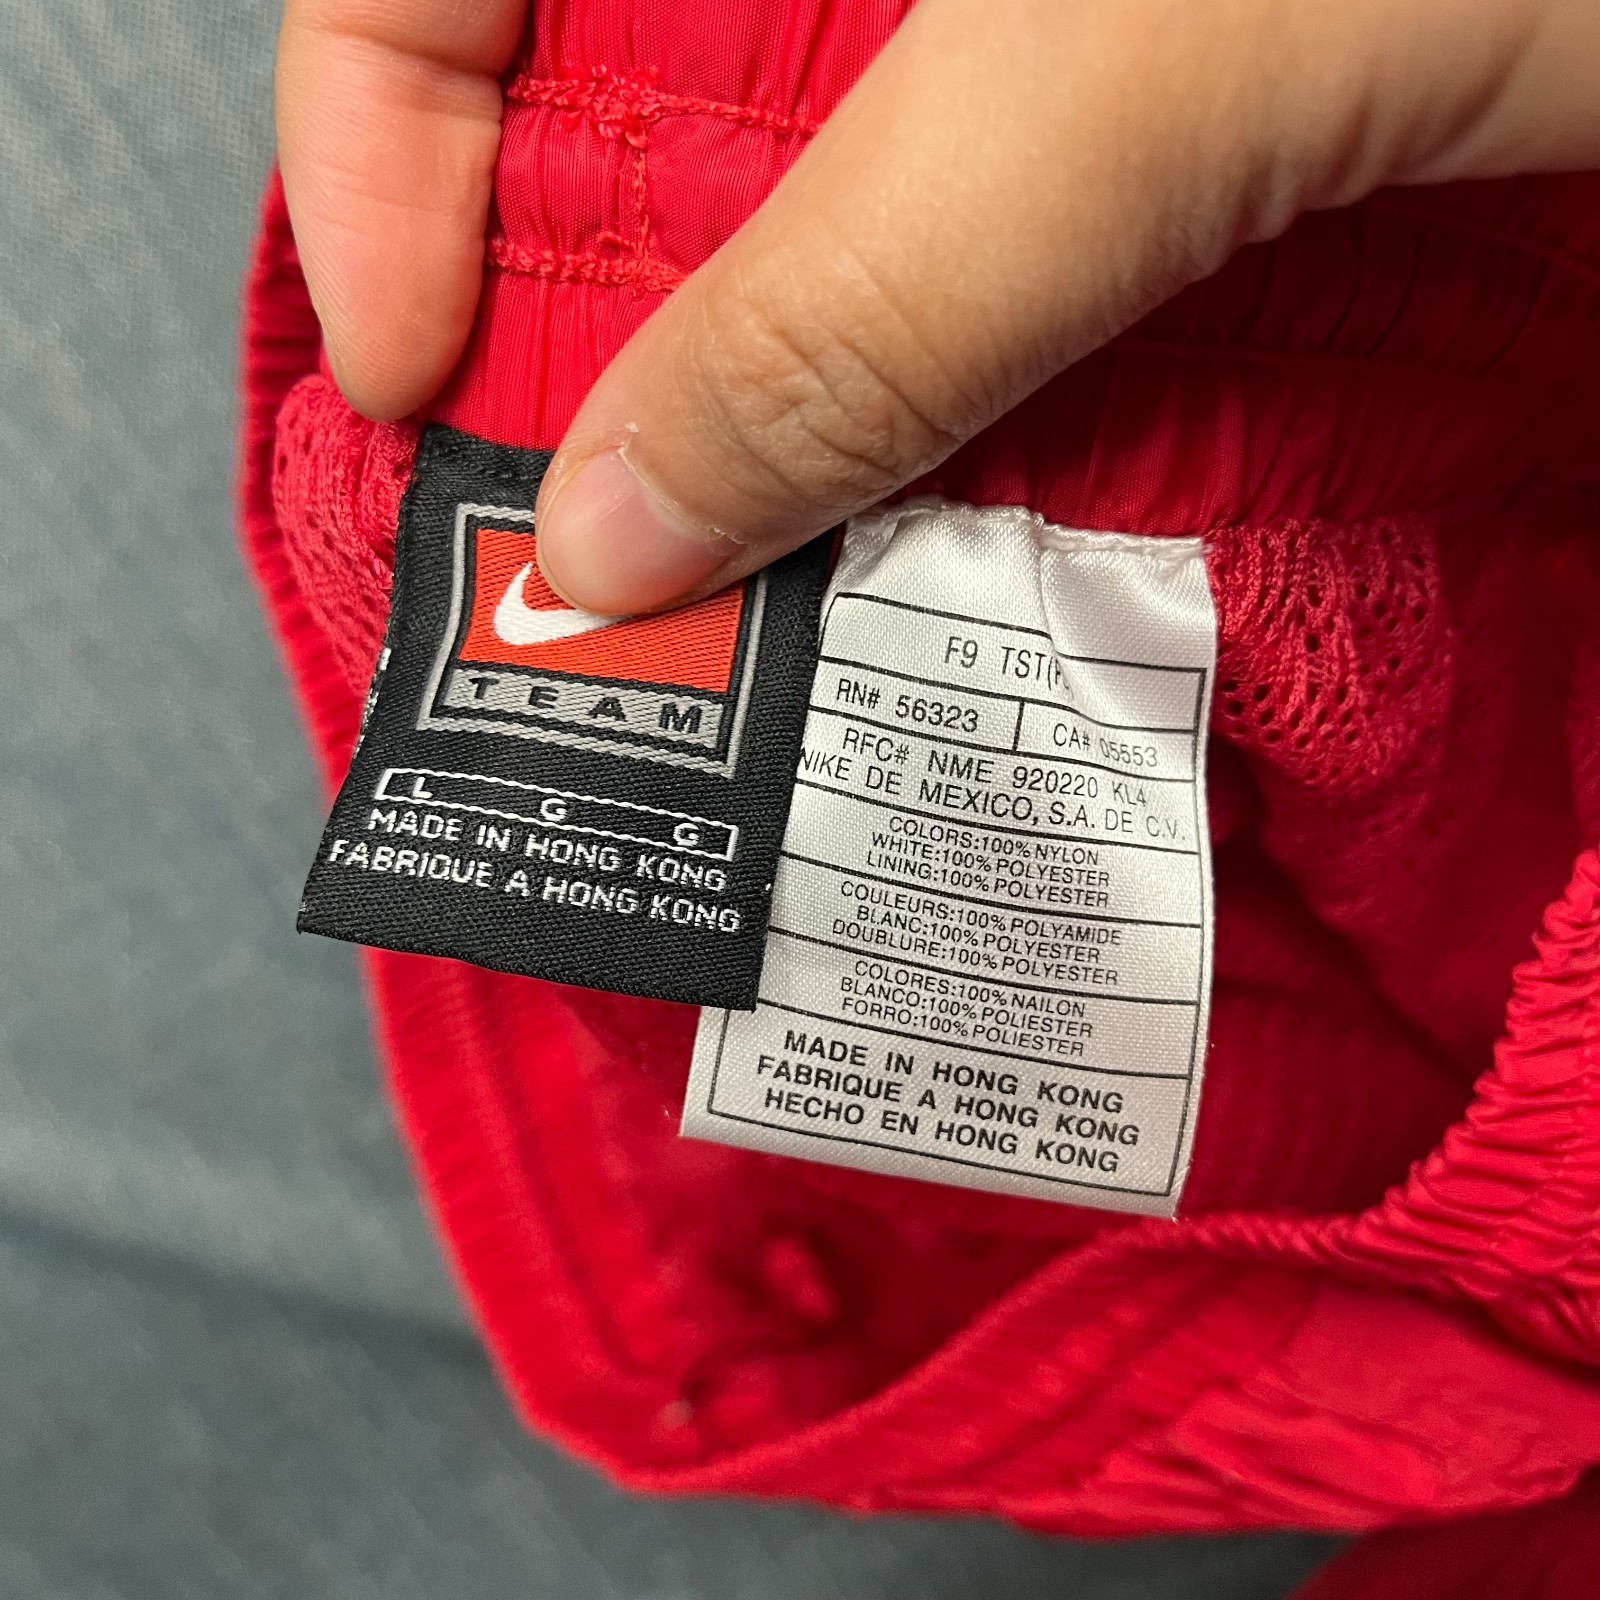 TEAM
L G G
MADE IN HONG KONG
FABRIQUE A HONG KONG
F9 TST
RN# 56323
CA# 05553
RFC# NME 920220 KL4
NIKE DE MEXICO, S.A. DE C.V.
COLORS:100% NYLON
WHITE:100% POLYESTER
LINING:100% POLYESTER
COULEURS:100% POLYAMIDE
BLANC:100% POLYESTER
DOUBLURE:100% POLYESTER
COLORES:100% NAILON
BLANCO:100% POLIESTER
FORRO:100% POLIESTER
MADE IN HONG KONG
FABRIQUE A HONG KONG
HECHO EN HONG KONG